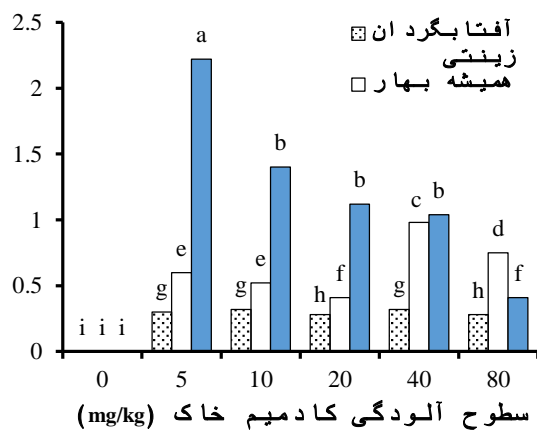 2.5
2
1.5
1
0.5
0
آفتابگردان
زینتی
همیشه بهار
a
b
b
b
c
d
e
e
f
f
g
g
g
h
h
i i i
0 5 10 20 40 80
سطوح آلودگی کادمیم خاک (mg/kg)